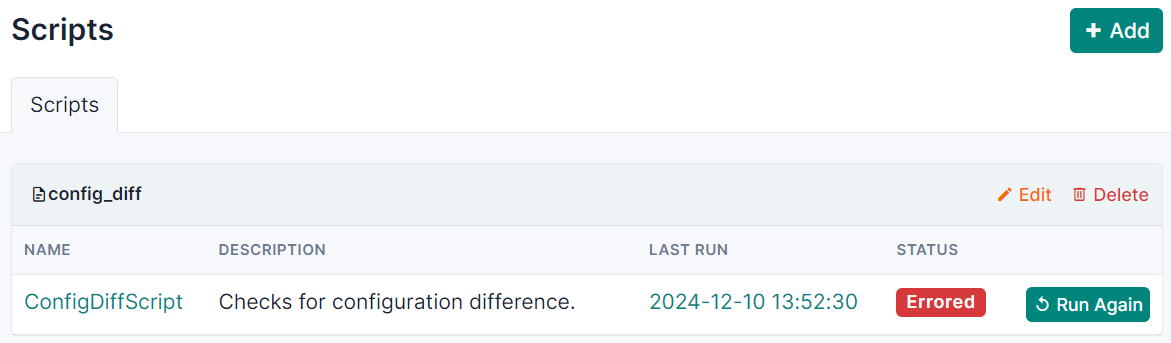 Scripts
+ Add
Scripts
config_diff Edit Delete
NAME DESCRIPTION LAST RUN STATUS
ConfigDiffScript Checks for configuration difference. 2024-12-10 13:52:30 Errored Run Again